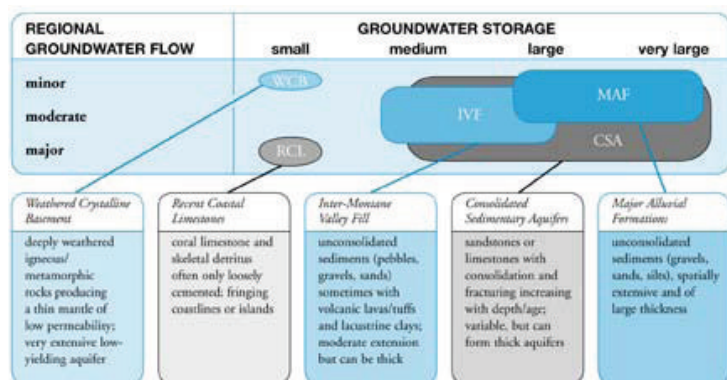 REGIONAL
GROUNDWATER FLOW
GROUNDWATER STORAGE
small medium large very large
minor
moderate
major
WCB
RCL
IVF
MAF
CSA
Weathered Crystalline
Basement
deeply weathered
igneous/
metamorphic
rocks producing
a thin mantle of
low permeability;
very extensive low-
yielding aquifer
Recent Coastal
Limestones
coral limestone and
skeletal detritus
often only loosely
cemented; fringing
coastlines or islands
Inter-Montane
Valley Fill
unconsolidated
sediments (pebbles,
gravels, sands)
sometimes with
volcanic lavas/tuffs
and lacustrine clays;
moderate extension
but can be thick
Consolidated
Sedimentary Aquifers
sandstones or
limestones with
consolidation and
fracturing increasing
with depth/age;
variable, but can
form thick aquifers
Major Alluvial
Formations
unconsolidated
sediments (gravels,
sands, silts), spatially
extensive and of
large thickness